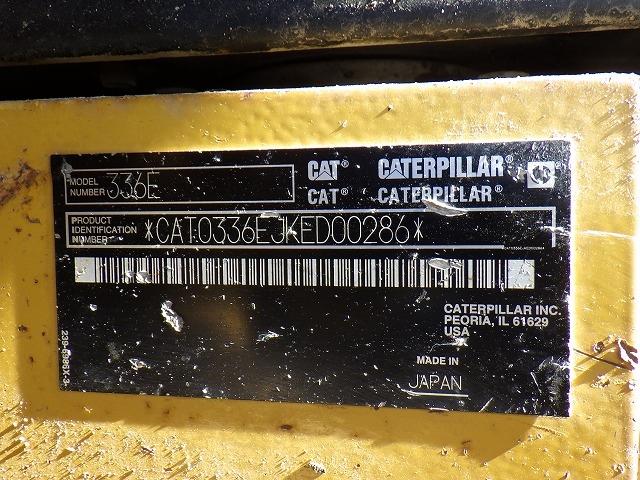 MODEL NUMBER 336E
CAT CATERPILLAR
CAT CATERPILLAR
PRODUCT IDENTIFICATION NUMBER *CAT0336EJKED00286*
CATERPILLAR INC.
PEORIA, IL 61629
USA
MADE IN
JAPAN